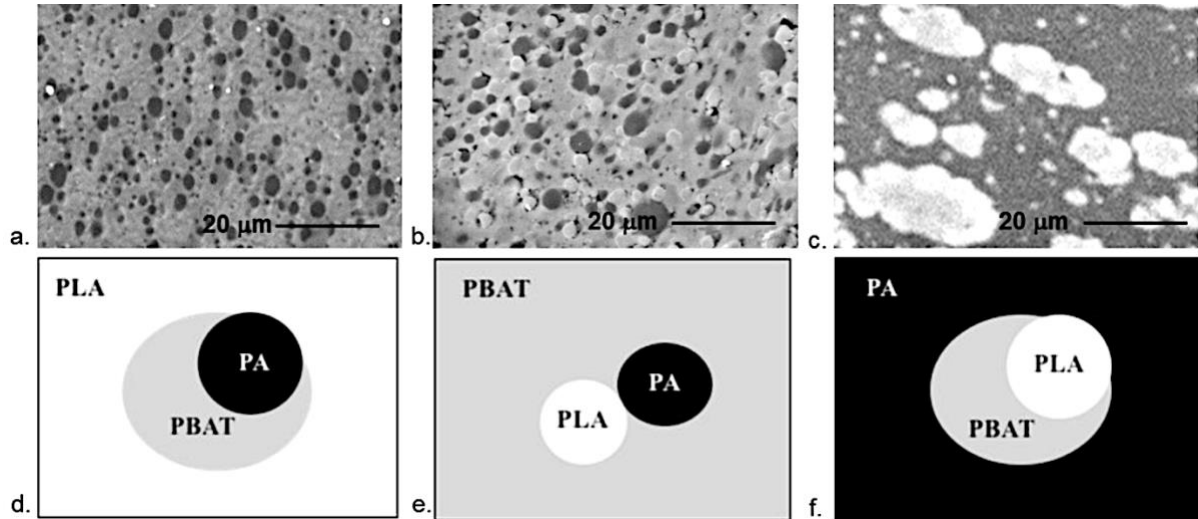 20 μm
20 μm
20 μm
a.
b.
c.
PLA
PA
PBAT
PBAT
PA
PLA
PA
PLA
PBAT
d.
e.
f.